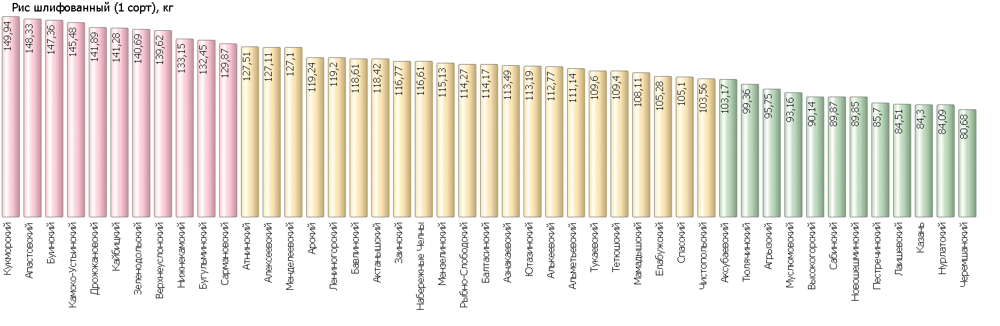 Рис шлифованный (1 сорт), кг
149,94
148,33
147,36
145,48
141,89
141,28
140,69
139,62
133,15
132,45
129,87
127,51
127,11
127,1
119,24
119,2
118,61
118,42
116,77
116,61
115,13
114,27
114,17
113,49
113,19
112,77
111,14
109,6
109,4
108,11
105,28
105,1
103,56
103,17
99,36
95,75
93,16
90,14
89,87
89,85
85,7
84,51
84,3
84,09
80,68
Кукморский
Апастовский
Буинский
Камско-Устьинский
Дрожжановский
Кайбицкий
Зеленодольский
Верхнеуслонский
Нижнекамский
Бугульминский
Сармановский
Атнинский
Алексеевский
Менделеевский
Арский
Лениногорский
Бавлинский
Актанышский
Заинский
Набережные Челны
Мензелинский
Рыбно-Слободский
Балтасинский
Азнакаевский
Ютазинский
Алькеевский
Альметьевский
Тукаевский
Тетюшский
Мамадышский
Елабужский
Спасский
Чистопольский
Аксубаевский
Тюлячинский
Агрызский
Муслюмовский
Высокогорский
Сабинский
Новошешминский
Пестречинский
Лаишевский
Казань
Нурлатский
Черемшанский